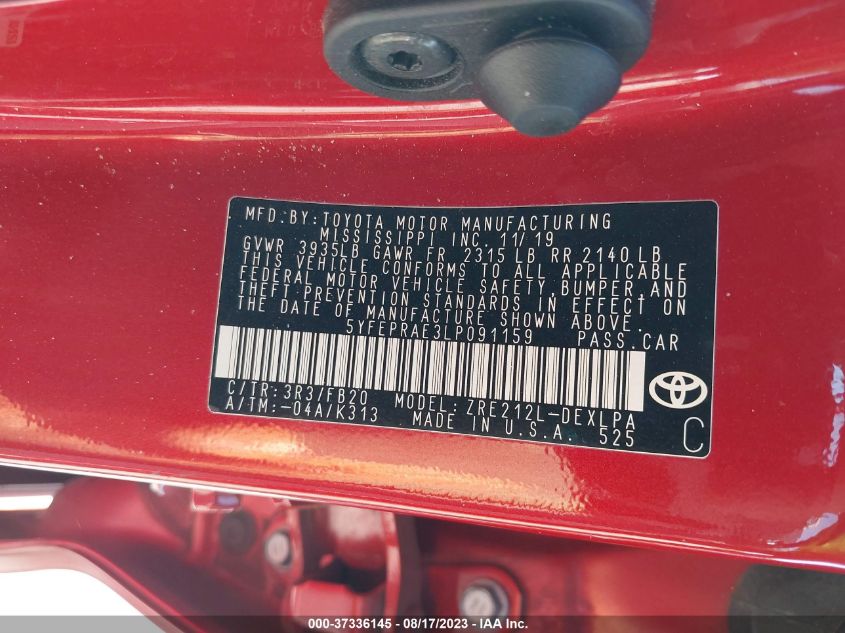 MFD.BY:TOYOTA MOTOR MANUFACTURING
MISSISSIPPI INC. 11/19
GVWR 3935LB GAWR FR 2315 LB RR 2140 LB
THIS VEHICLE CONFORMS TO ALL APPLICABLE
FEDERAL MOTOR VEHICLE SAFETY, BUMPER, AND
THEFT PREVENTION STANDARDS IN EFFECT ON
THE DATE OF MANUFACTURE SHOWN ABOVE.
5YFEPRAE3LP091159 PASS.CAR
C/TR:3R3/FB20 MODEL:ZRE212L-DEXLPA
A/TM:-04A/K313 MADE IN U.S.A. 525
C
000-37336145 - 08/17/2023 - IAA Inc.